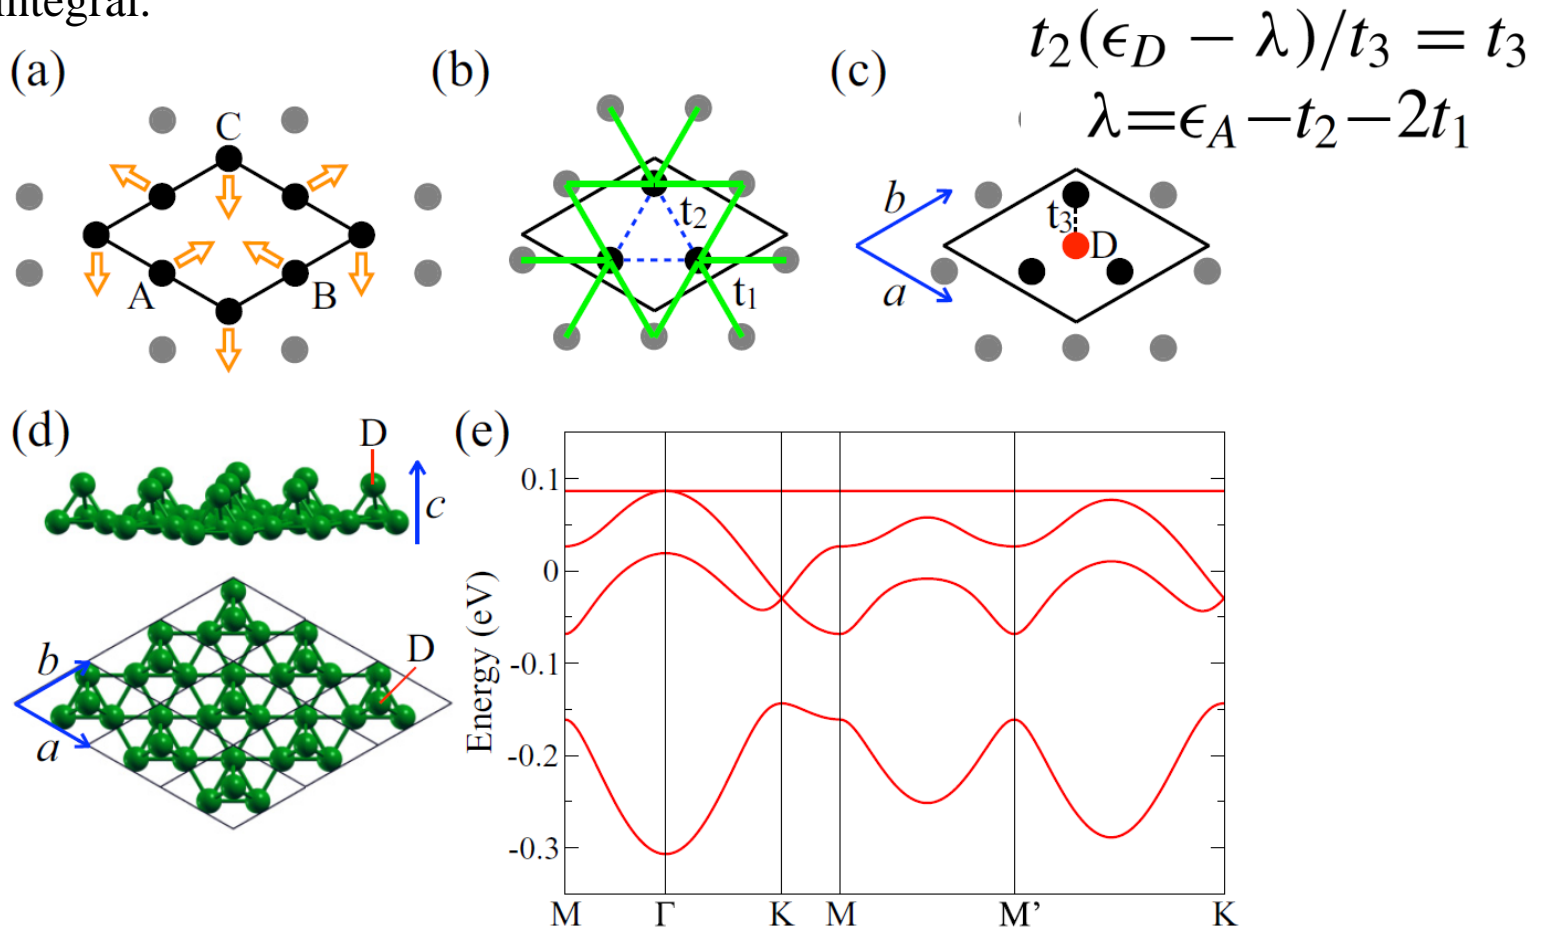 integral.
t₂(ϵ_D − λ)/t₃ = t₃
λ=ϵ_A−t₂−2t₁
(a)
C
A
B
(b)
t₂
t₁
(c)
b
a
t₃
D
(d)
D
c
b
a
D
(e)
Energy (eV)
0.1
0
-0.1
-0.2
-0.3
M Γ K M M' K